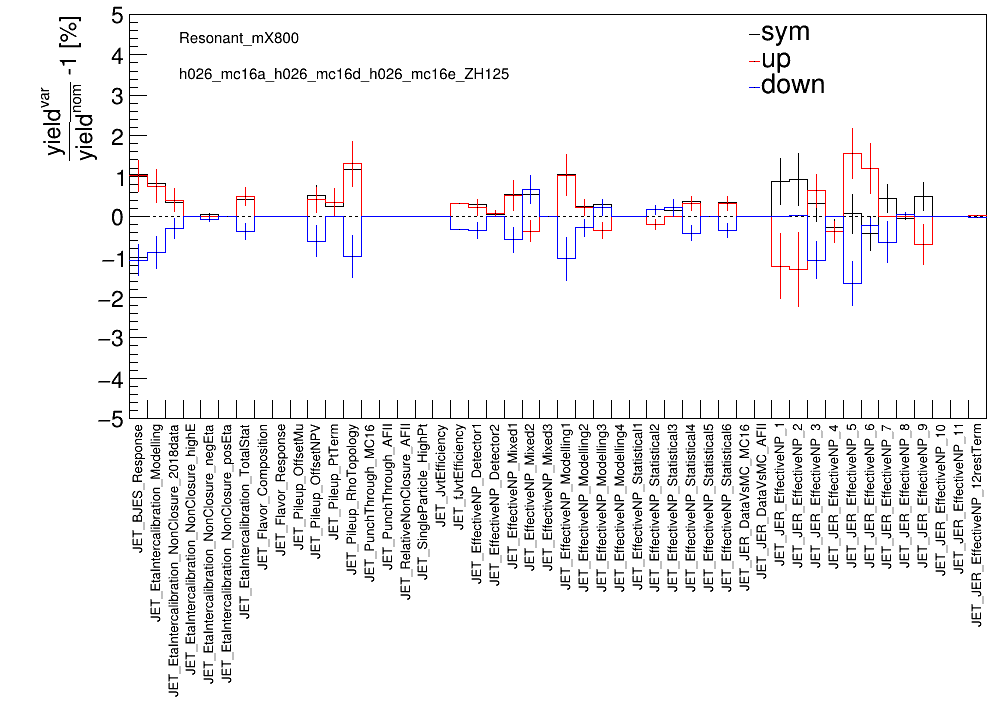 yield^var / yield^nom -1 [%]
5
4
3
2
1
0
−1
−2
−3
−4
−5
Resonant_mX800
h026_mc16a_h026_mc16d_h026_mc16e_ZH125
sym
up
down
JET_BJES_Response
JET_EtaIntercalibration_Modelling
JET_EtaIntercalibration_NonClosure_2018data
JET_EtaIntercalibration_NonClosure_highE
JET_EtaIntercalibration_NonClosure_negEta
JET_EtaIntercalibration_NonClosure_posEta
JET_EtaIntercalibration_TotalStat
JET_Flavor_Composition
JET_Flavor_Response
JET_Pileup_OffsetMu
JET_Pileup_OffsetNPV
JET_Pileup_PtTerm
JET_Pileup_RhoTopology
JET_PunchThrough_MC16
JET_PunchThrough_AFII
JET_RelativeNonClosure_AFII
JET_SingleParticle_HighPt
JET_JvtEfficiency
JET_fJvtEfficiency
JET_EffectiveNP_Detector1
JET_EffectiveNP_Detector2
JET_EffectiveNP_Mixed1
JET_EffectiveNP_Mixed2
JET_EffectiveNP_Mixed3
JET_EffectiveNP_Modelling1
JET_EffectiveNP_Modelling2
JET_EffectiveNP_Modelling3
JET_EffectiveNP_Modelling4
JET_EffectiveNP_Statistical1
JET_EffectiveNP_Statistical2
JET_EffectiveNP_Statistical3
JET_EffectiveNP_Statistical4
JET_EffectiveNP_Statistical5
JET_EffectiveNP_Statistical6
JET_JER_DataVsMC_MC16
JET_JER_DataVsMC_AFII
JET_JER_EffectiveNP_1
JET_JER_EffectiveNP_2
JET_JER_EffectiveNP_3
JET_JER_EffectiveNP_4
JET_JER_EffectiveNP_5
JET_JER_EffectiveNP_6
JET_JER_EffectiveNP_7
JET_JER_EffectiveNP_8
JET_JER_EffectiveNP_9
JET_JER_EffectiveNP_10
JET_JER_EffectiveNP_11
JET_JER_EffectiveNP_12restTerm